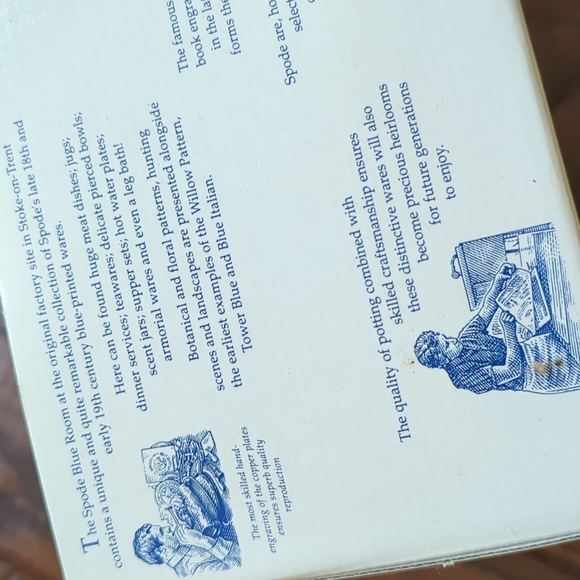 The Spode Blue Room at the original factory site in Stoke-on-Trent
contains a unique and quite remarkable collection of Spode's late 18th and
early 19th century blue-printed wares.
Here can be found huge meat dishes; jugs;
dinner services; teawares; delicate pierced bowls;
scent jars; supper sets; hot water plates;
armorial wares and even a leg bath!
Botanical and floral patterns, hunting
scenes and landscapes are presented alongside
the earliest examples of the Willow Pattern,
Tower Blue and Blue Italian.
The most skilled hand-
engraving of the copper plates
ensures superb quality
reproduction
The famous
book engra
in the la
forms the
Spode are, ho
selec
The quality of potting combined with
skilled craftsmanship ensures
these distinctive wares will also
become precious heirlooms
for future generations
to enjoy.